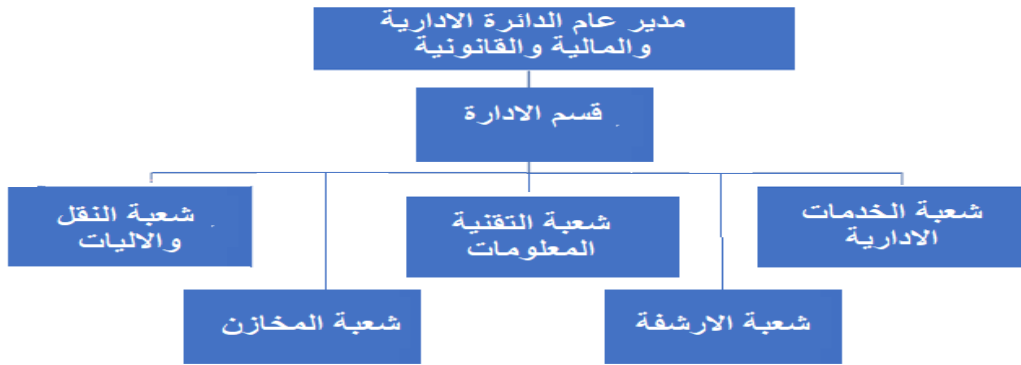 مدير عام الدائرة الادارية
والمالية والقانونية
قسم الادارة
شعبة الخدمات
الادارية
شعبة التقنية
المعلومات
شعبة النقل
والاليات
شعبة الارشفة
شعبة المخازن